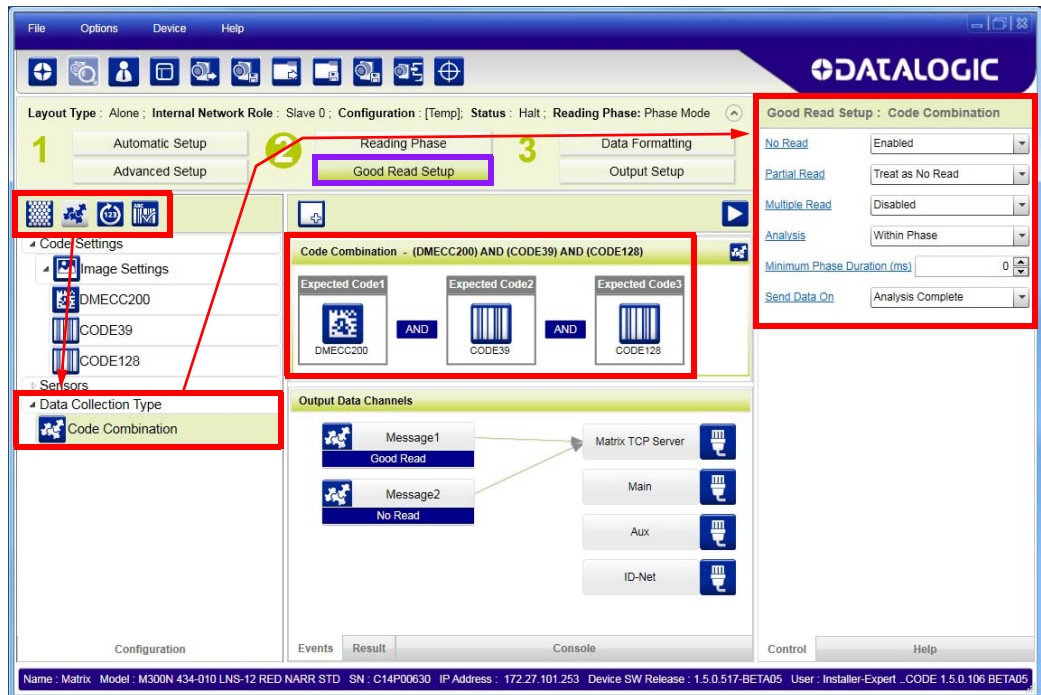 File Options Device Help
DATALOGIC
Layout Type : Alone ; Internal Network Role : Slave 0 ; Configuration : [Temp]; Status : Halt ; Reading Phase: Phase Mode
1 Automatic Setup
Advanced Setup
2 Reading Phase
Good Read Setup
3 Data Formatting
Output Setup
123
ABC
Code Settings
Image Settings
DMECC200
CODE39
CODE128
Sensors
Data Collection Type
Code Combination
Configuration
Code Combination - (DMECC200) AND (CODE39) AND (CODE128)
Expected Code1 Expected Code2 Expected Code3
AND AND
DMECC200 CODE39 CODE128
Output Data Channels
Message1
Good Read
Message2
No Read
Matrix TCP Server
Main
Aux
ID-Net
Events Result Console
Good Read Setup : Code Combination
No Read Enabled
Partial Read Treat as No Read
Multiple Read Disabled
Analysis Within Phase
Minimum Phase Duration (ms) 0
Send Data On Analysis Complete
Control Help
Name : Matrix Model : M300N 434-010 LNS-12 RED NARR STD SN : C14P00630 IP Address : 172.27.101.253 Device SW Release : 1.5.0.517-BETA05 User : Installer-Expert ..CODE 1.5.0.106 BETA05